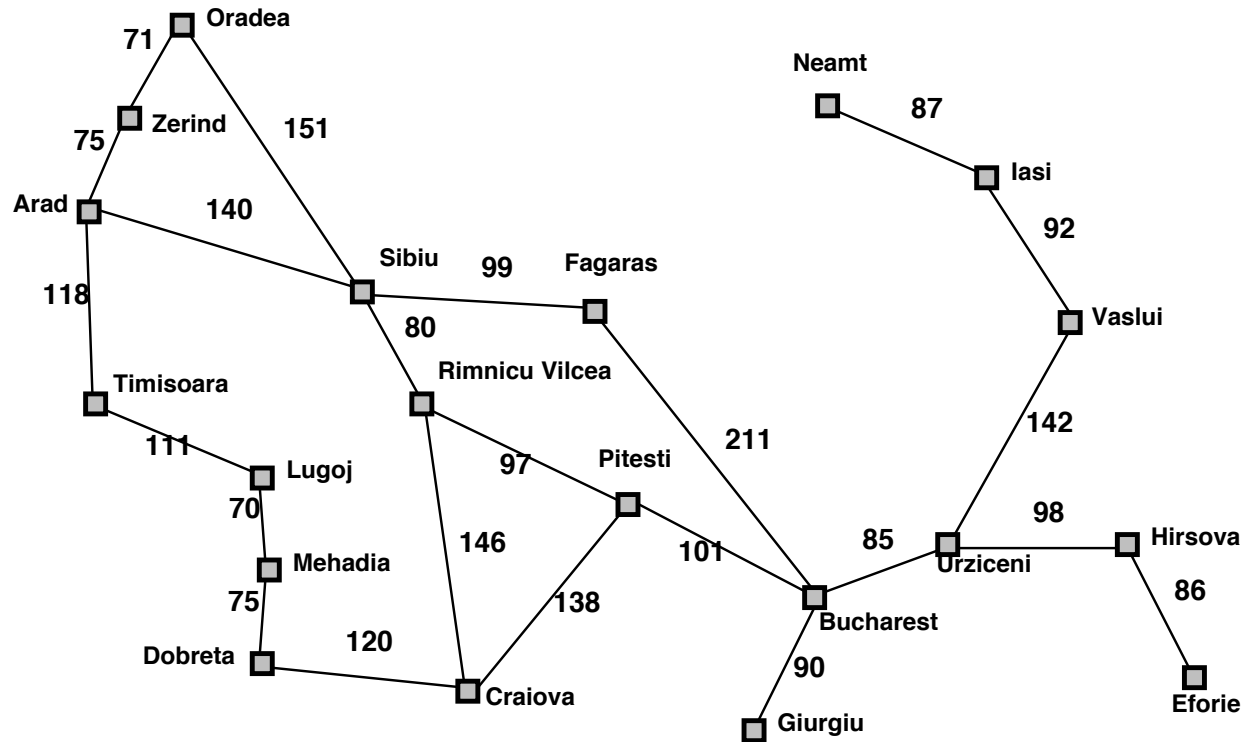 Oradea
71
Neamt
87
Zerind
151
75
Iasi
Arad
140
92
Sibiu
99
Fagaras
118
80
Vaslui
Timisoara
Rimnicu Vilcea
211
142
111
Lugoj
97
Pitesti
70
98
Hirsova
146
101
85
Urziceni
Mehadia
86
75
138
Bucharest
Dobreta
120
90
Craiova
Giurgiu
Eforie